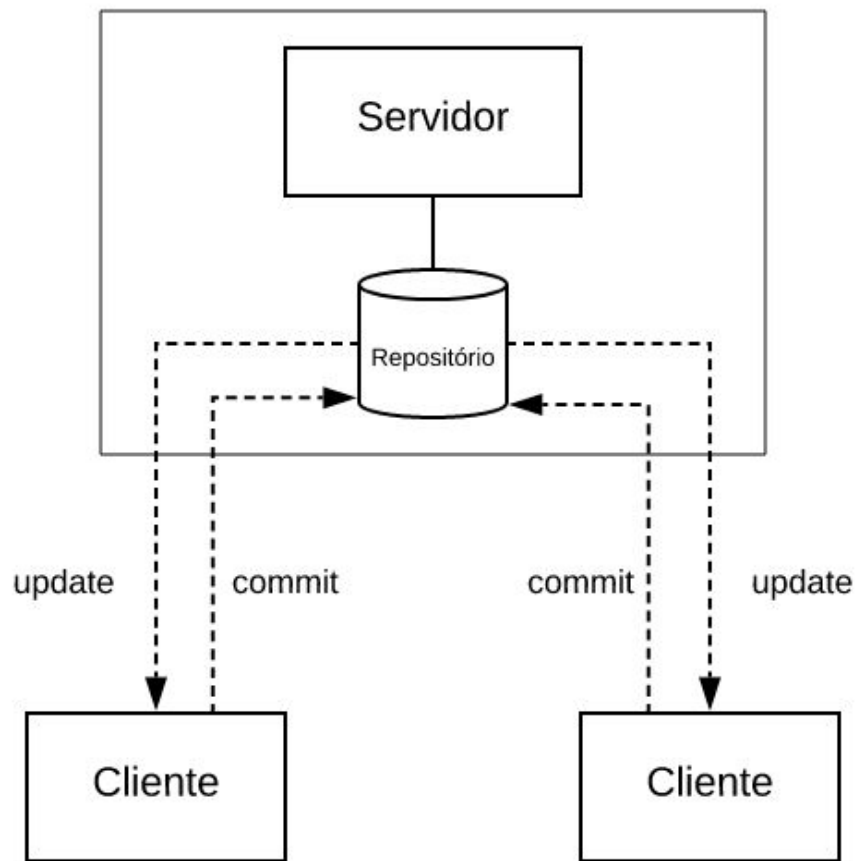 Servidor
Repositório
update
commit
commit
update
Cliente
Cliente